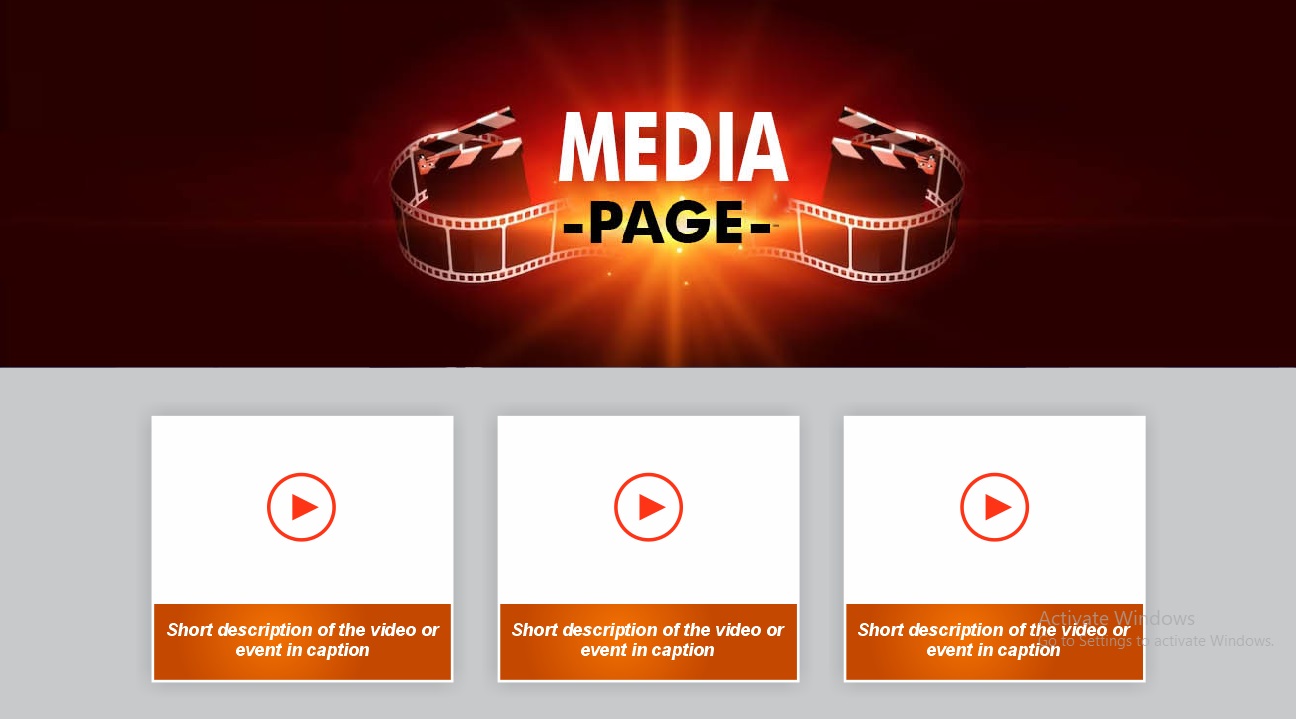 MEDIA
-PAGE-
Short description of the video or
event in caption
Short description of the video or
event in caption
Short description of the video or
event in caption
Activate Windows
Go to Settings to activate Windows.